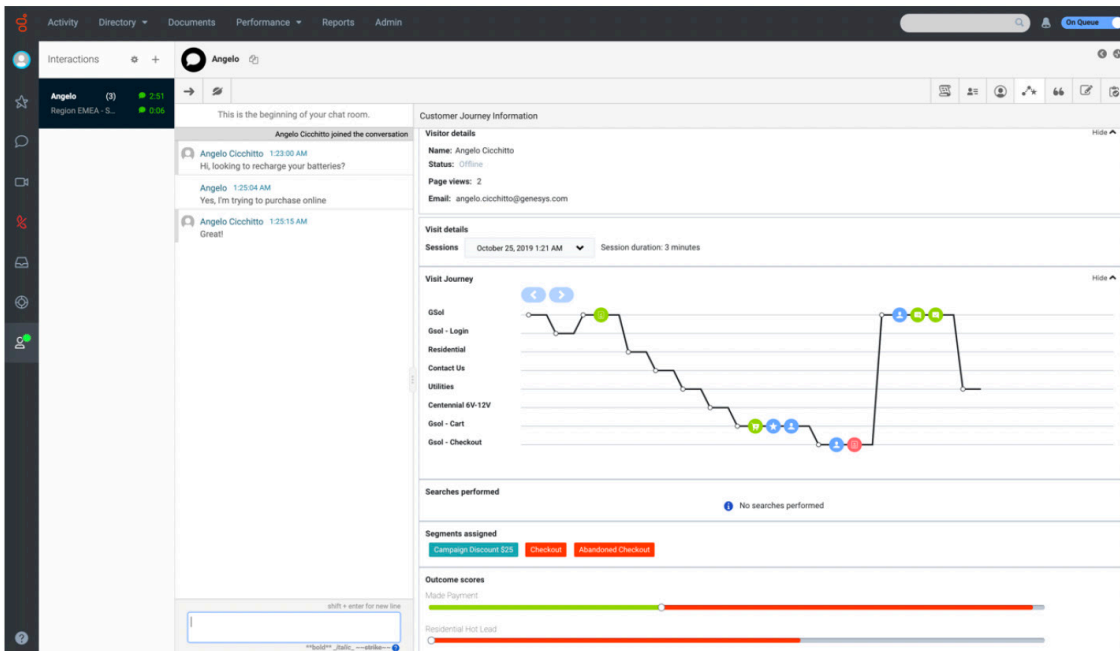 Activity Directory Documents Performance Reports Admin
On Queue
Interactions
Angelo
Angelo (3) 2:51
Region EMEA - S... 0:06
This is the beginning of your chat room.
Angelo Cicchitto joined the conversation
Angelo Cicchitto 1:23:00 AM
Hi, looking to recharge your batteries?
Angelo 1:25:04 AM
Yes, I'm trying to purchase online
Angelo Cicchitto 1:25:15 AM
Great!
shift + enter for new line
**bold** _italic_ ~~strike~~
Customer Journey Information
Visitor details
Hide
Name: Angelo Cicchitto
Status: Offline
Page views: 2
Email: angelo.cicchitto@genesys.com
Visit details
Sessions October 25, 2019 1:21 AM Session duration: 3 minutes
Visit Journey
Hide
GSol
Gsol - Login
Residential
Contact Us
Utilities
Centennial 6V-12V
Gsol - Cart
Gsol - Checkout
Searches performed
No searches performed
Segments assigned
Campaign Discount $25 Checkout Abandoned Checkout
Outcome scores
Made Payment
Residential Hot Lead